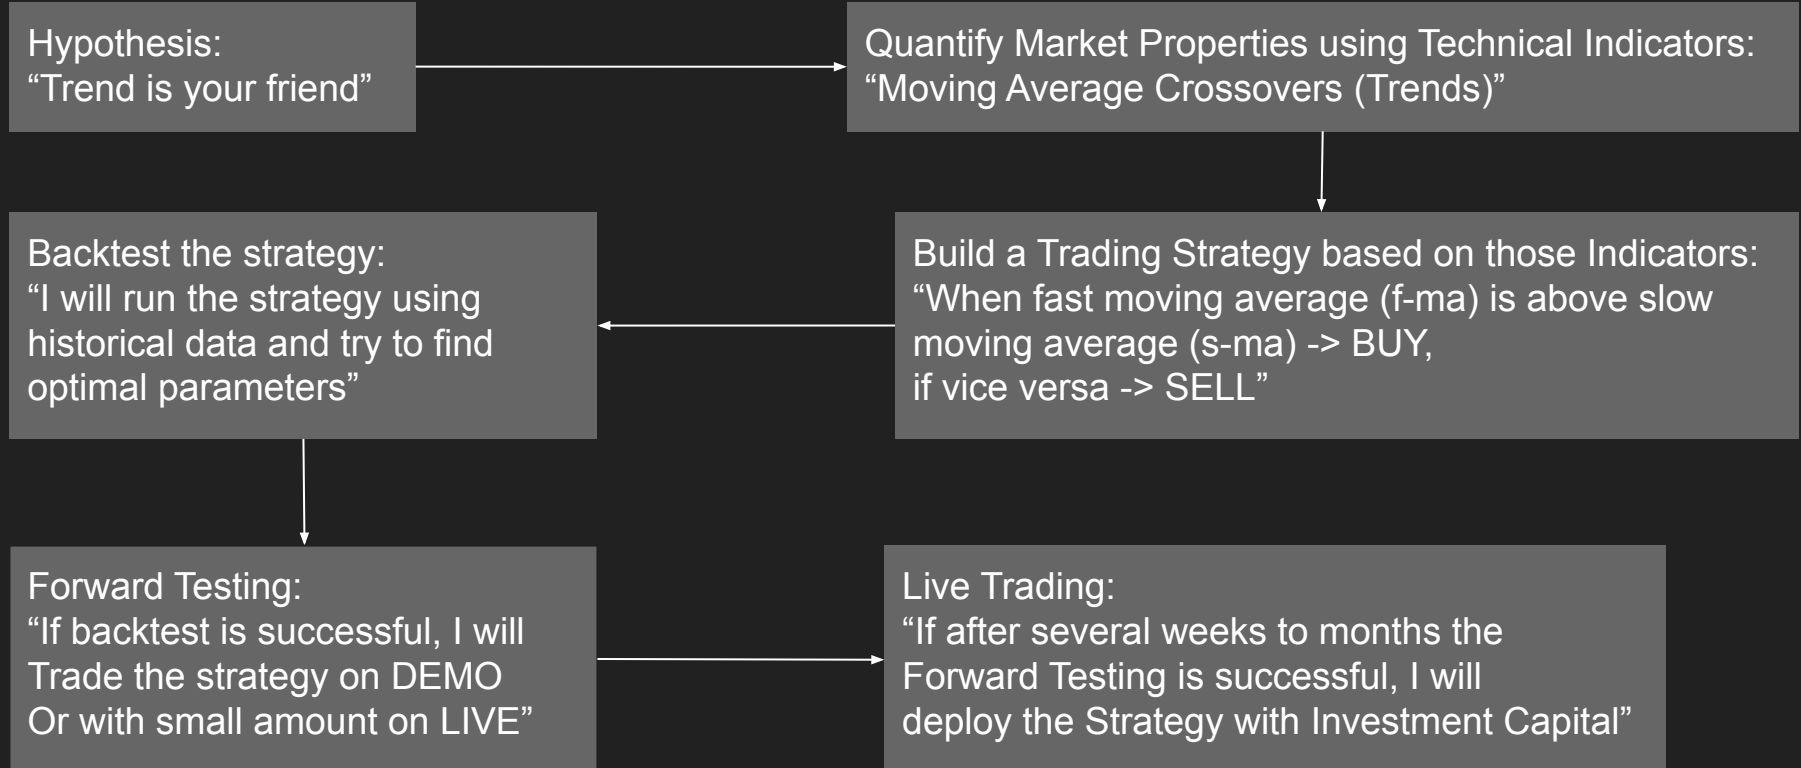 Hypothesis:
“Trend is your friend”
Quantify Market Properties using Technical Indicators:
“Moving Average Crossovers (Trends)”
Build a Trading Strategy based on those Indicators:
“When fast moving average (f-ma) is above slow
moving average (s-ma) -> BUY,
if vice versa -> SELL”
Backtest the strategy:
“I will run the strategy using
historical data and try to find
optimal parameters”
Forward Testing:
“If backtest is successful, I will
Trade the strategy on DEMO
Or with small amount on LIVE”
Live Trading:
“If after several weeks to months the
Forward Testing is successful, I will
deploy the Strategy with Investment Capital”